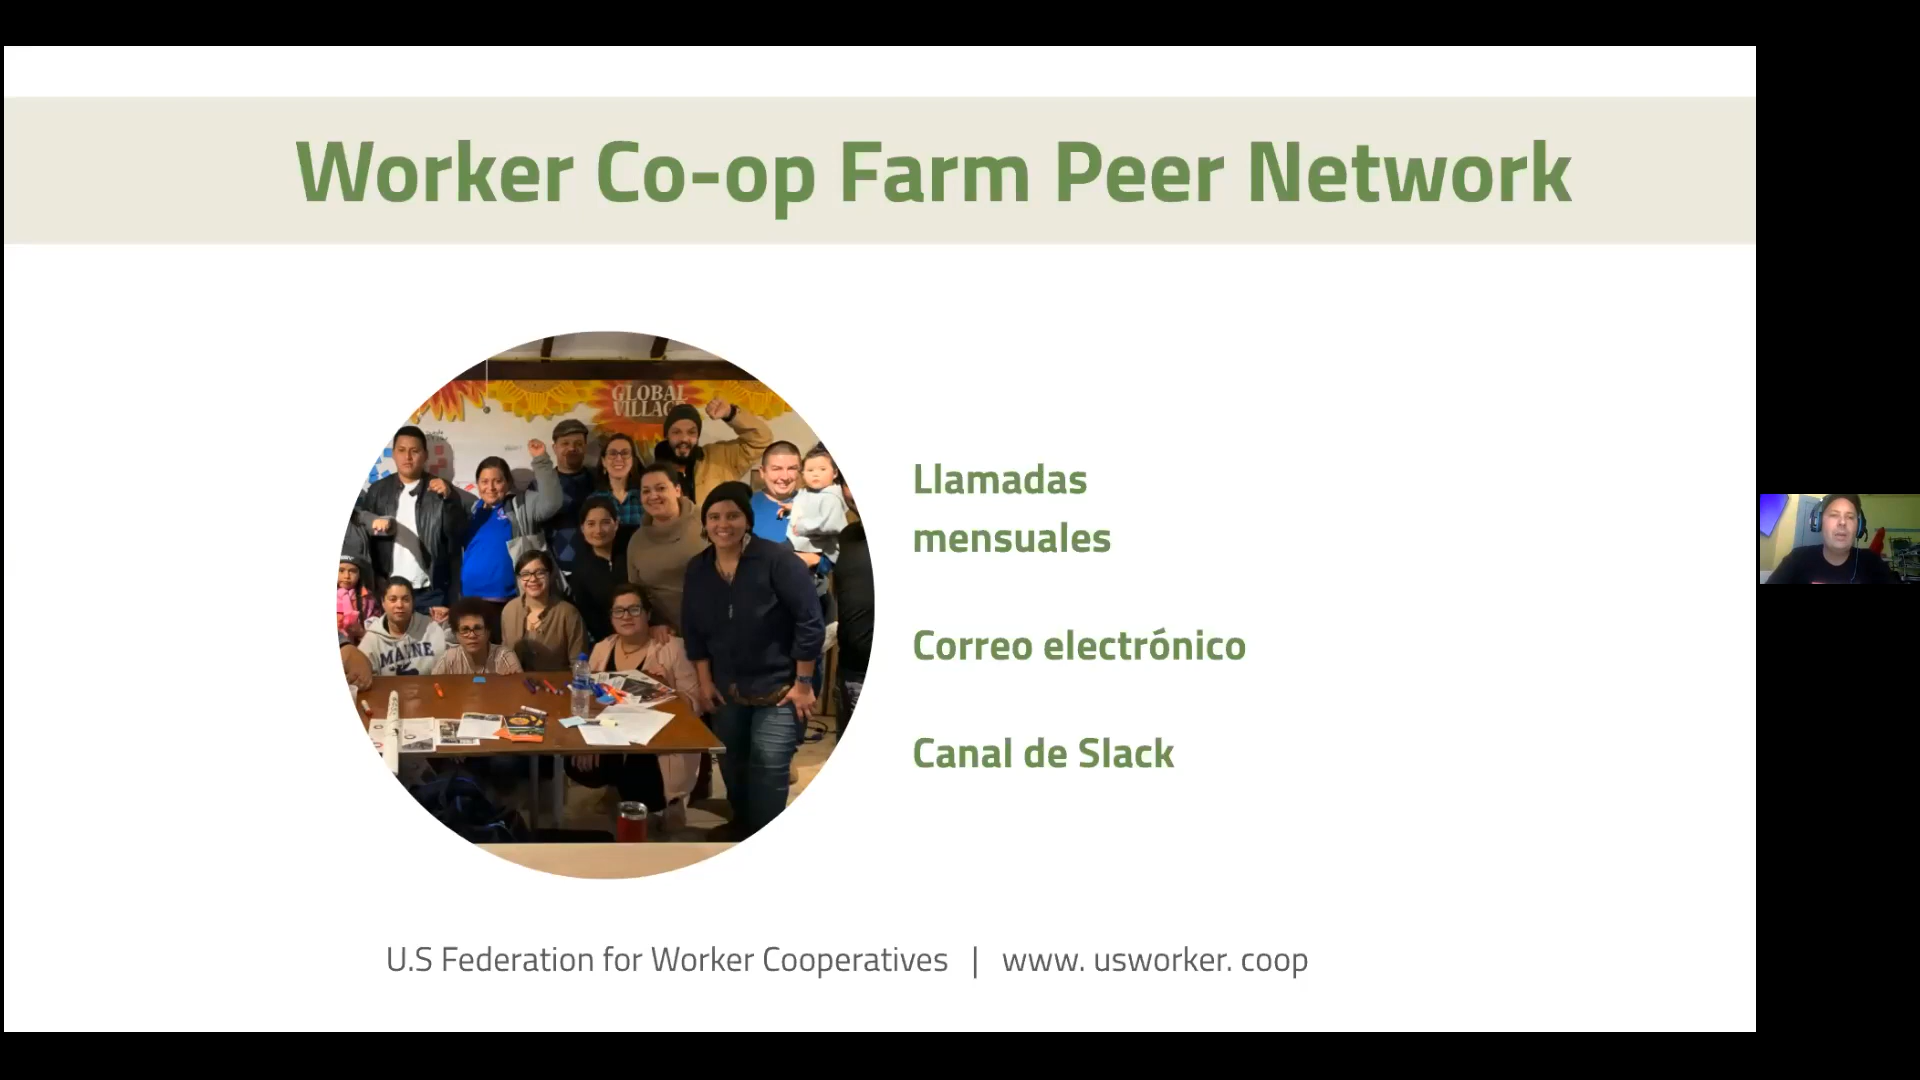 Worker Co-op Farm Peer Network
GLOBAL
VILLAGE
MAINE
Llamadas
mensuales
Correo electrónico
Canal de Slack
U.S Federation for Worker Cooperatives | www. usworker. coop